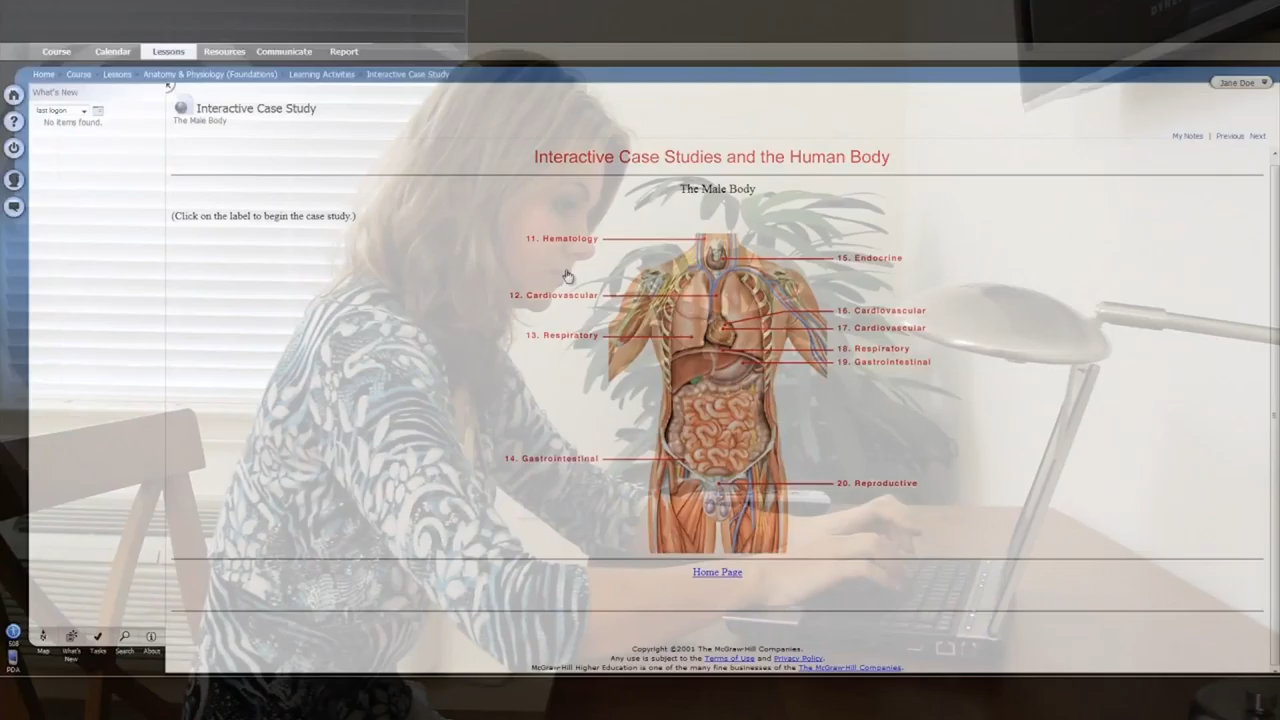 Course Calendar Lessons Resources Communicate Report
Home Course Lessons Anatomy & Physiology (Foundations) Learning Activities Interactive Case Study
Jane Doe
What's New
last logon
No items found.
Interactive Case Study
The Male Body
My Notes | Previous Next
Interactive Case Studies and the Human Body
The Male Body
(Click on the label to begin the case study.)
11. Hematology
15. Endocrine
12. Cardiovascular
16. Cardiovascular
17. Cardiovascular
13. Respiratory
18. Respiratory
19. Gastrointestinal
14. Gastrointestinal
20. Reproductive
Home Page
508
Map What's New Tasks Search About
PDA
Copyright ©2001 The McGraw-Hill Companies.
Any use is subject to the Terms of Use and Privacy Policy.
McGraw-Hill Higher Education is one of the many fine businesses of the The McGraw-Hill Companies.